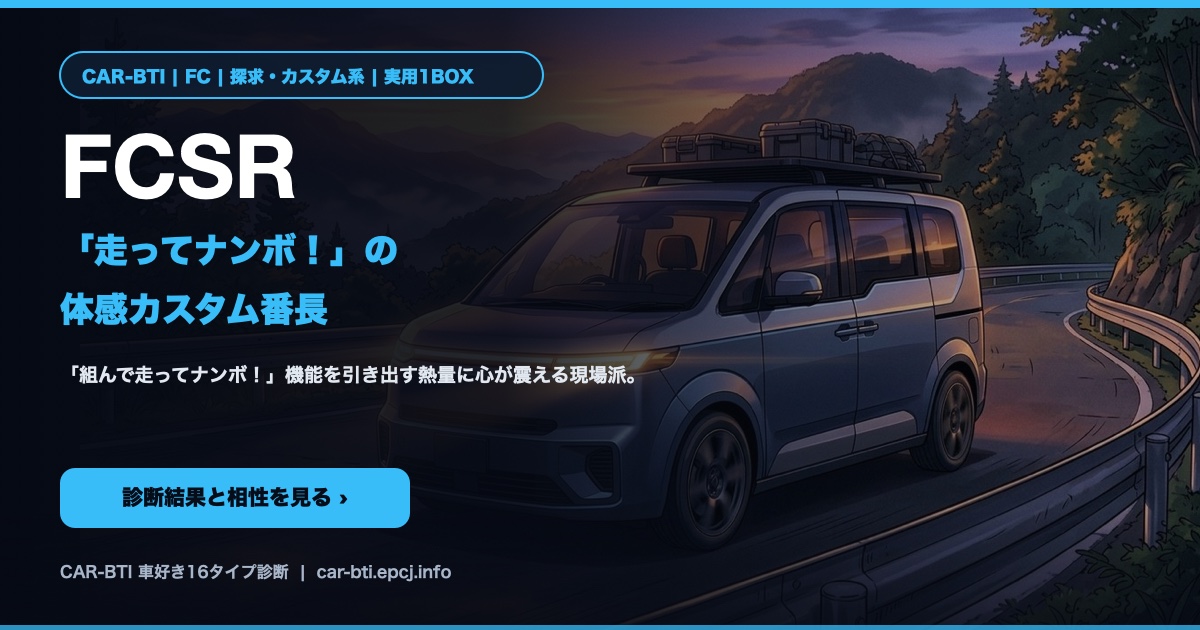 CAR-BTI | FC | 探求・カスタム系 | 実用1BOX
FCSR
「走ってナンボ！」の
体感カスタム番長
「組んで走ってナンボ！」機能を引き出す熱量に心が震える現場派。
診断結果と相性を見る ›
CAR-BTI 車好き16タイプ診断 | car-bti.epcj.info